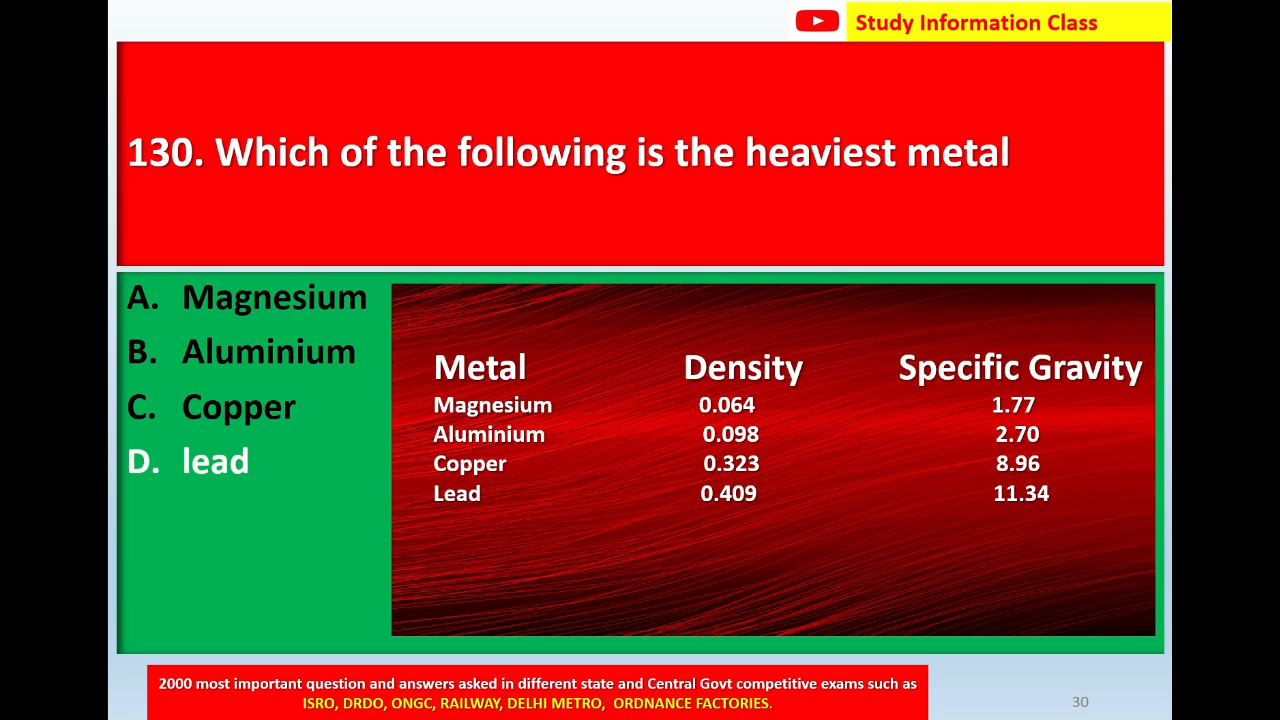 Study Information Class
130. Which of the following is the heaviest metal
A. Magnesium
B. Aluminium
C. Copper
D. lead
Metal Density Specific Gravity
Magnesium 0.064 1.77
Aluminium 0.098 2.70
Copper 0.323 8.96
Lead 0.409 11.34
2000 most important question and answers asked in different state and Central Govt competitive exams such as
ISRO, DRDO, ONGC, RAILWAY, DELHI METRO, ORDNANCE FACTORIES.
30